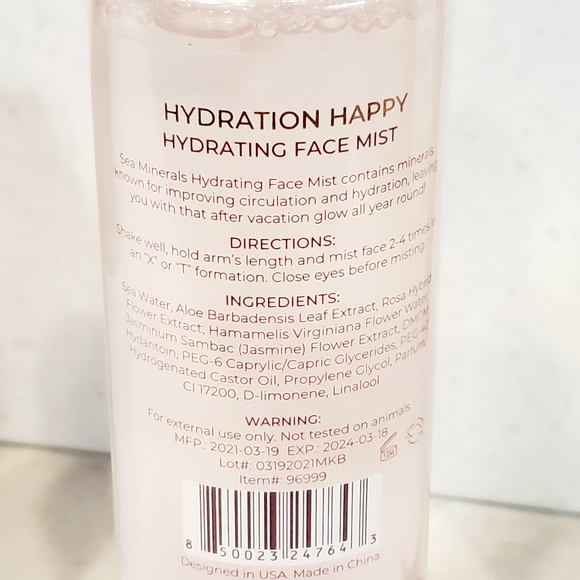 HYDRATION HAPPY
HYDRATING FACE MIST
Sea Minerals Hydrating Face Mist contains minerals
known for improving circulation and hydration, leaving
you with that after vacation glow all year round!
DIRECTIONS:
Shake well, hold arm's length and mist face 2-4 times in
an "X" or "T" formation. Close eyes before misting.
INGREDIENTS:
Sea Water, Aloe Barbadensis Leaf Extract, Rosa Hybrid
Flower Extract, Hamamelis Virginiana Flower Water,
Jasminum Sambac (Jasmine) Flower Extract, DMDM
Hydantoin, PEG-6 Caprylic/Capric Glycerides, PEG-40
Hydrogenated Castor Oil, Propylene Glycol, Parfum,
CI 17200, D-limonene, Linalool
WARNING:
For external use only. Not tested on animals.
MFP.: 2021-03-19 EXP.: 2024-03-18
Lot#: 03192021MKB
Item#: 96999
8 50023 24764 3
Designed in USA. Made in China.